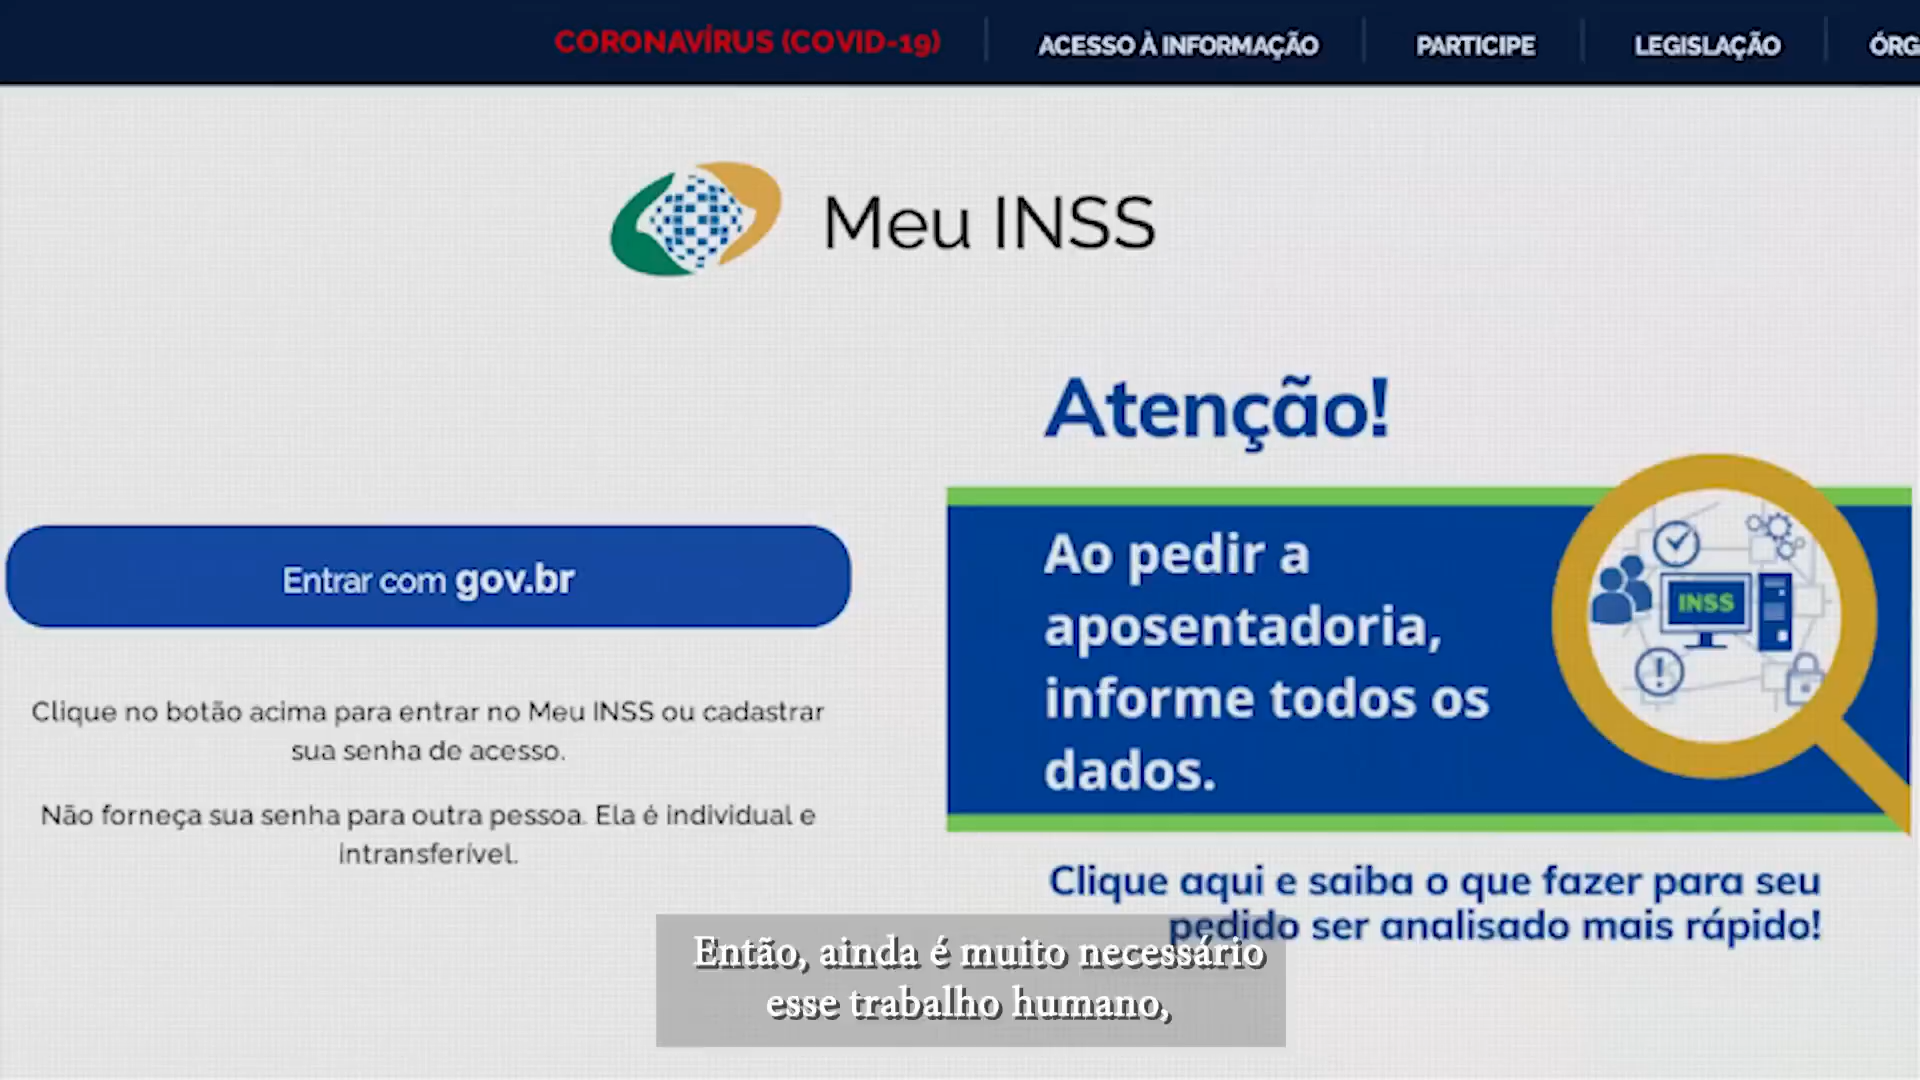 CORONAVÍRUS (COVID-19)
ACESSO À INFORMAÇÃO
PARTICIPE
LEGISLAÇÃO
ÓRG
Meu INSS
Entrar com gov.br
Clique no botão acima para entrar no Meu INSS ou cadastrar
sua senha de acesso.
Não forneça sua senha para outra pessoa. Ela é individual e
intransferível.
Atenção!
Ao pedir a
aposentadoria,
informe todos os
dados.
INSS
Clique aqui e saiba o que fazer para seu
pedido ser analisado mais rápido!
Então, ainda é muito necessário
esse trabalho humano,